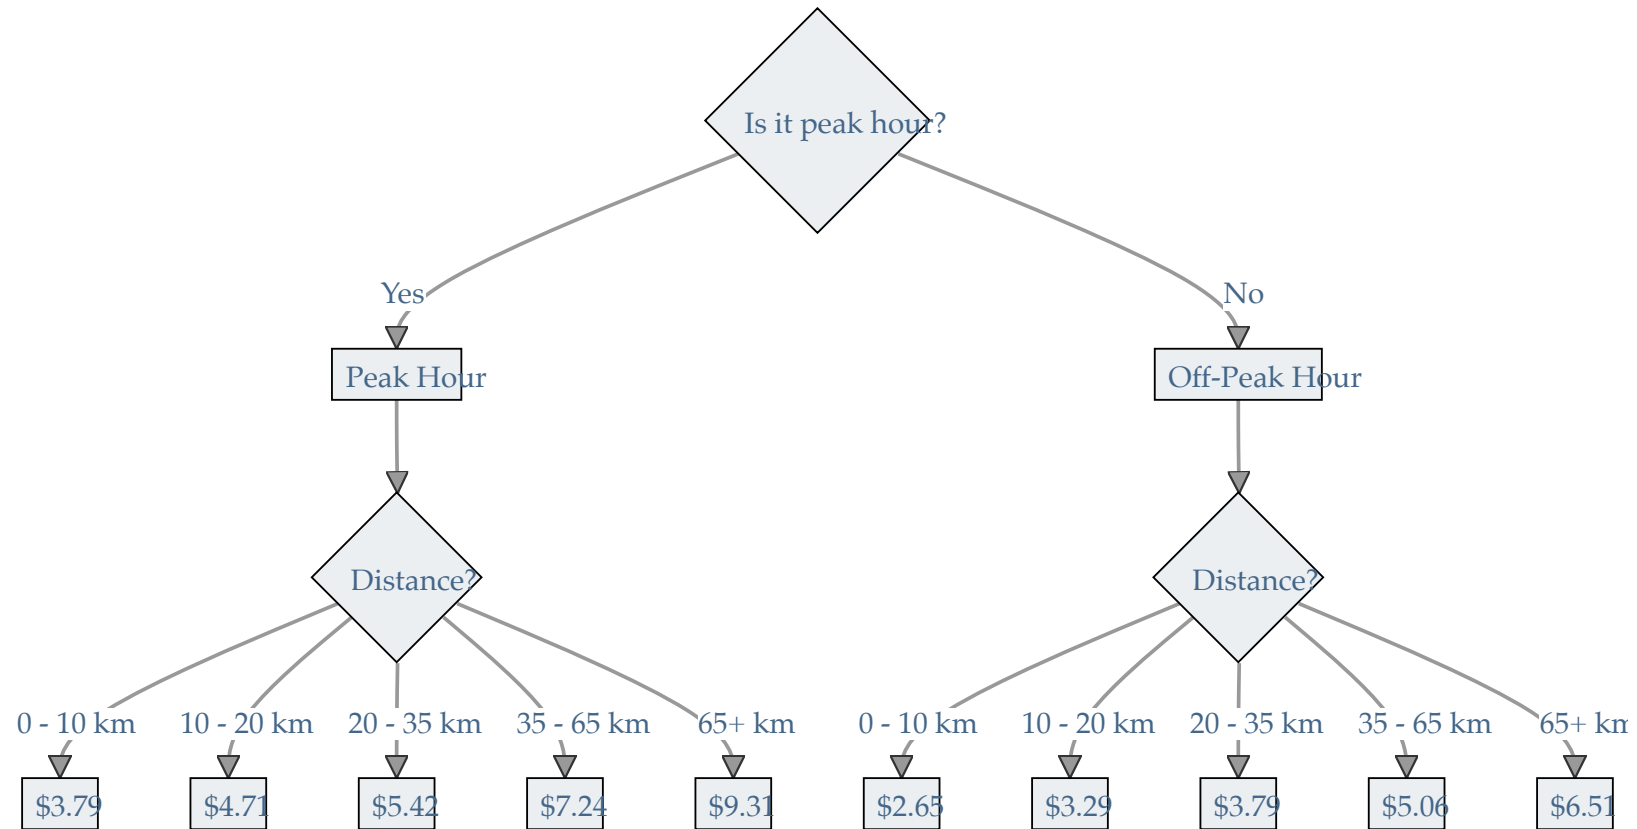 Is it peak hour?
Yes
No
Peak Hour
Off-Peak Hour
Distance?
Distance?
0 - 10 km
10 - 20 km
20 - 35 km
35 - 65 km
65+ km
0 - 10 km
10 - 20 km
20 - 35 km
35 - 65 km
65+ km
$3.79
$4.71
$5.42
$7.24
$9.31
$2.65
$3.29
$3.79
$5.06
$6.51